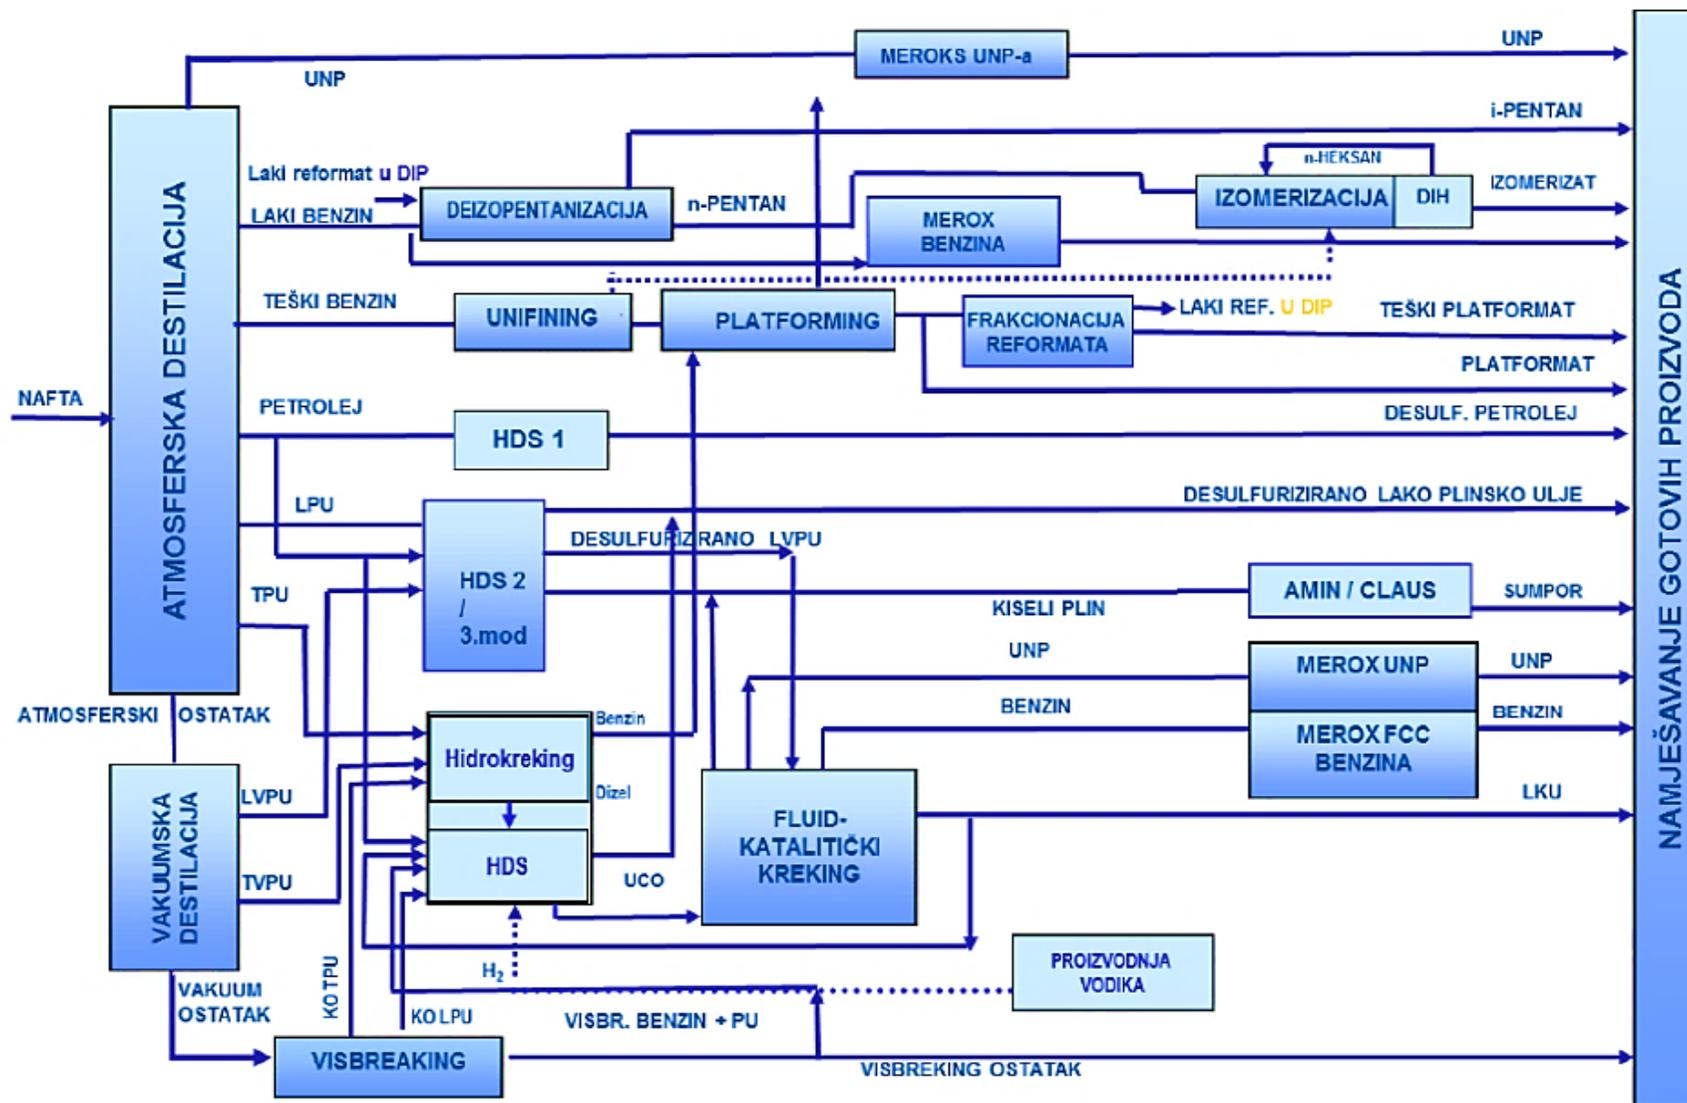 UNP
MEROKS UNP-a
UNP
i-PENTAN
ATMOSFERSKA DESTILACIJA
Laki reformat u DIP
LAKI BENZIN
DEIZOPENTANIZACIJA
n-PENTAN
MEROX
BENZINA
n-HEKSAN
IZOMERIZACIJA
DIH
IZOMERIZAT
TEŠKI BENZIN
UNIFINING
PLATFORMING
FRAKCIONACIJA
REFORMATA
LAKI REF. U DIP
TEŠKI PLATFORMAT
PLATFORMAT
NAFTA
PETROLEJ
HDS 1
DESULF. PETROLEJ
LPU
DESULFURIZIRANO LAKO PLINSKO ULJE
DESULFURIZIRANO LVPU
HDS 2
/
3.mod
TPU
KISELI PLIN
AMIN / CLAUS
SUMPOR
UNP
MEROX UNP
UNP
ATMOSFERSKI OSTATAK
Benzin
BENZIN
MEROX FCC
BENZINA
BENZIN
Hidrokreking
Dizel
VAKUUMSKA
DESTILACIJA
LVPU
TVPU
HDS
UCO
FLUID-
KATALITIČKI
KREKING
LKU
H2
PROIZVODNJA
VODIKA
VAKUUM
OSTATAK
KOTPU
KOLPU
VISBR. BENZIN + PU
VISBREAKING
VISBREKING OSTATAK
NAMJEŠAVANJE GOTOVIH PROIZVODA